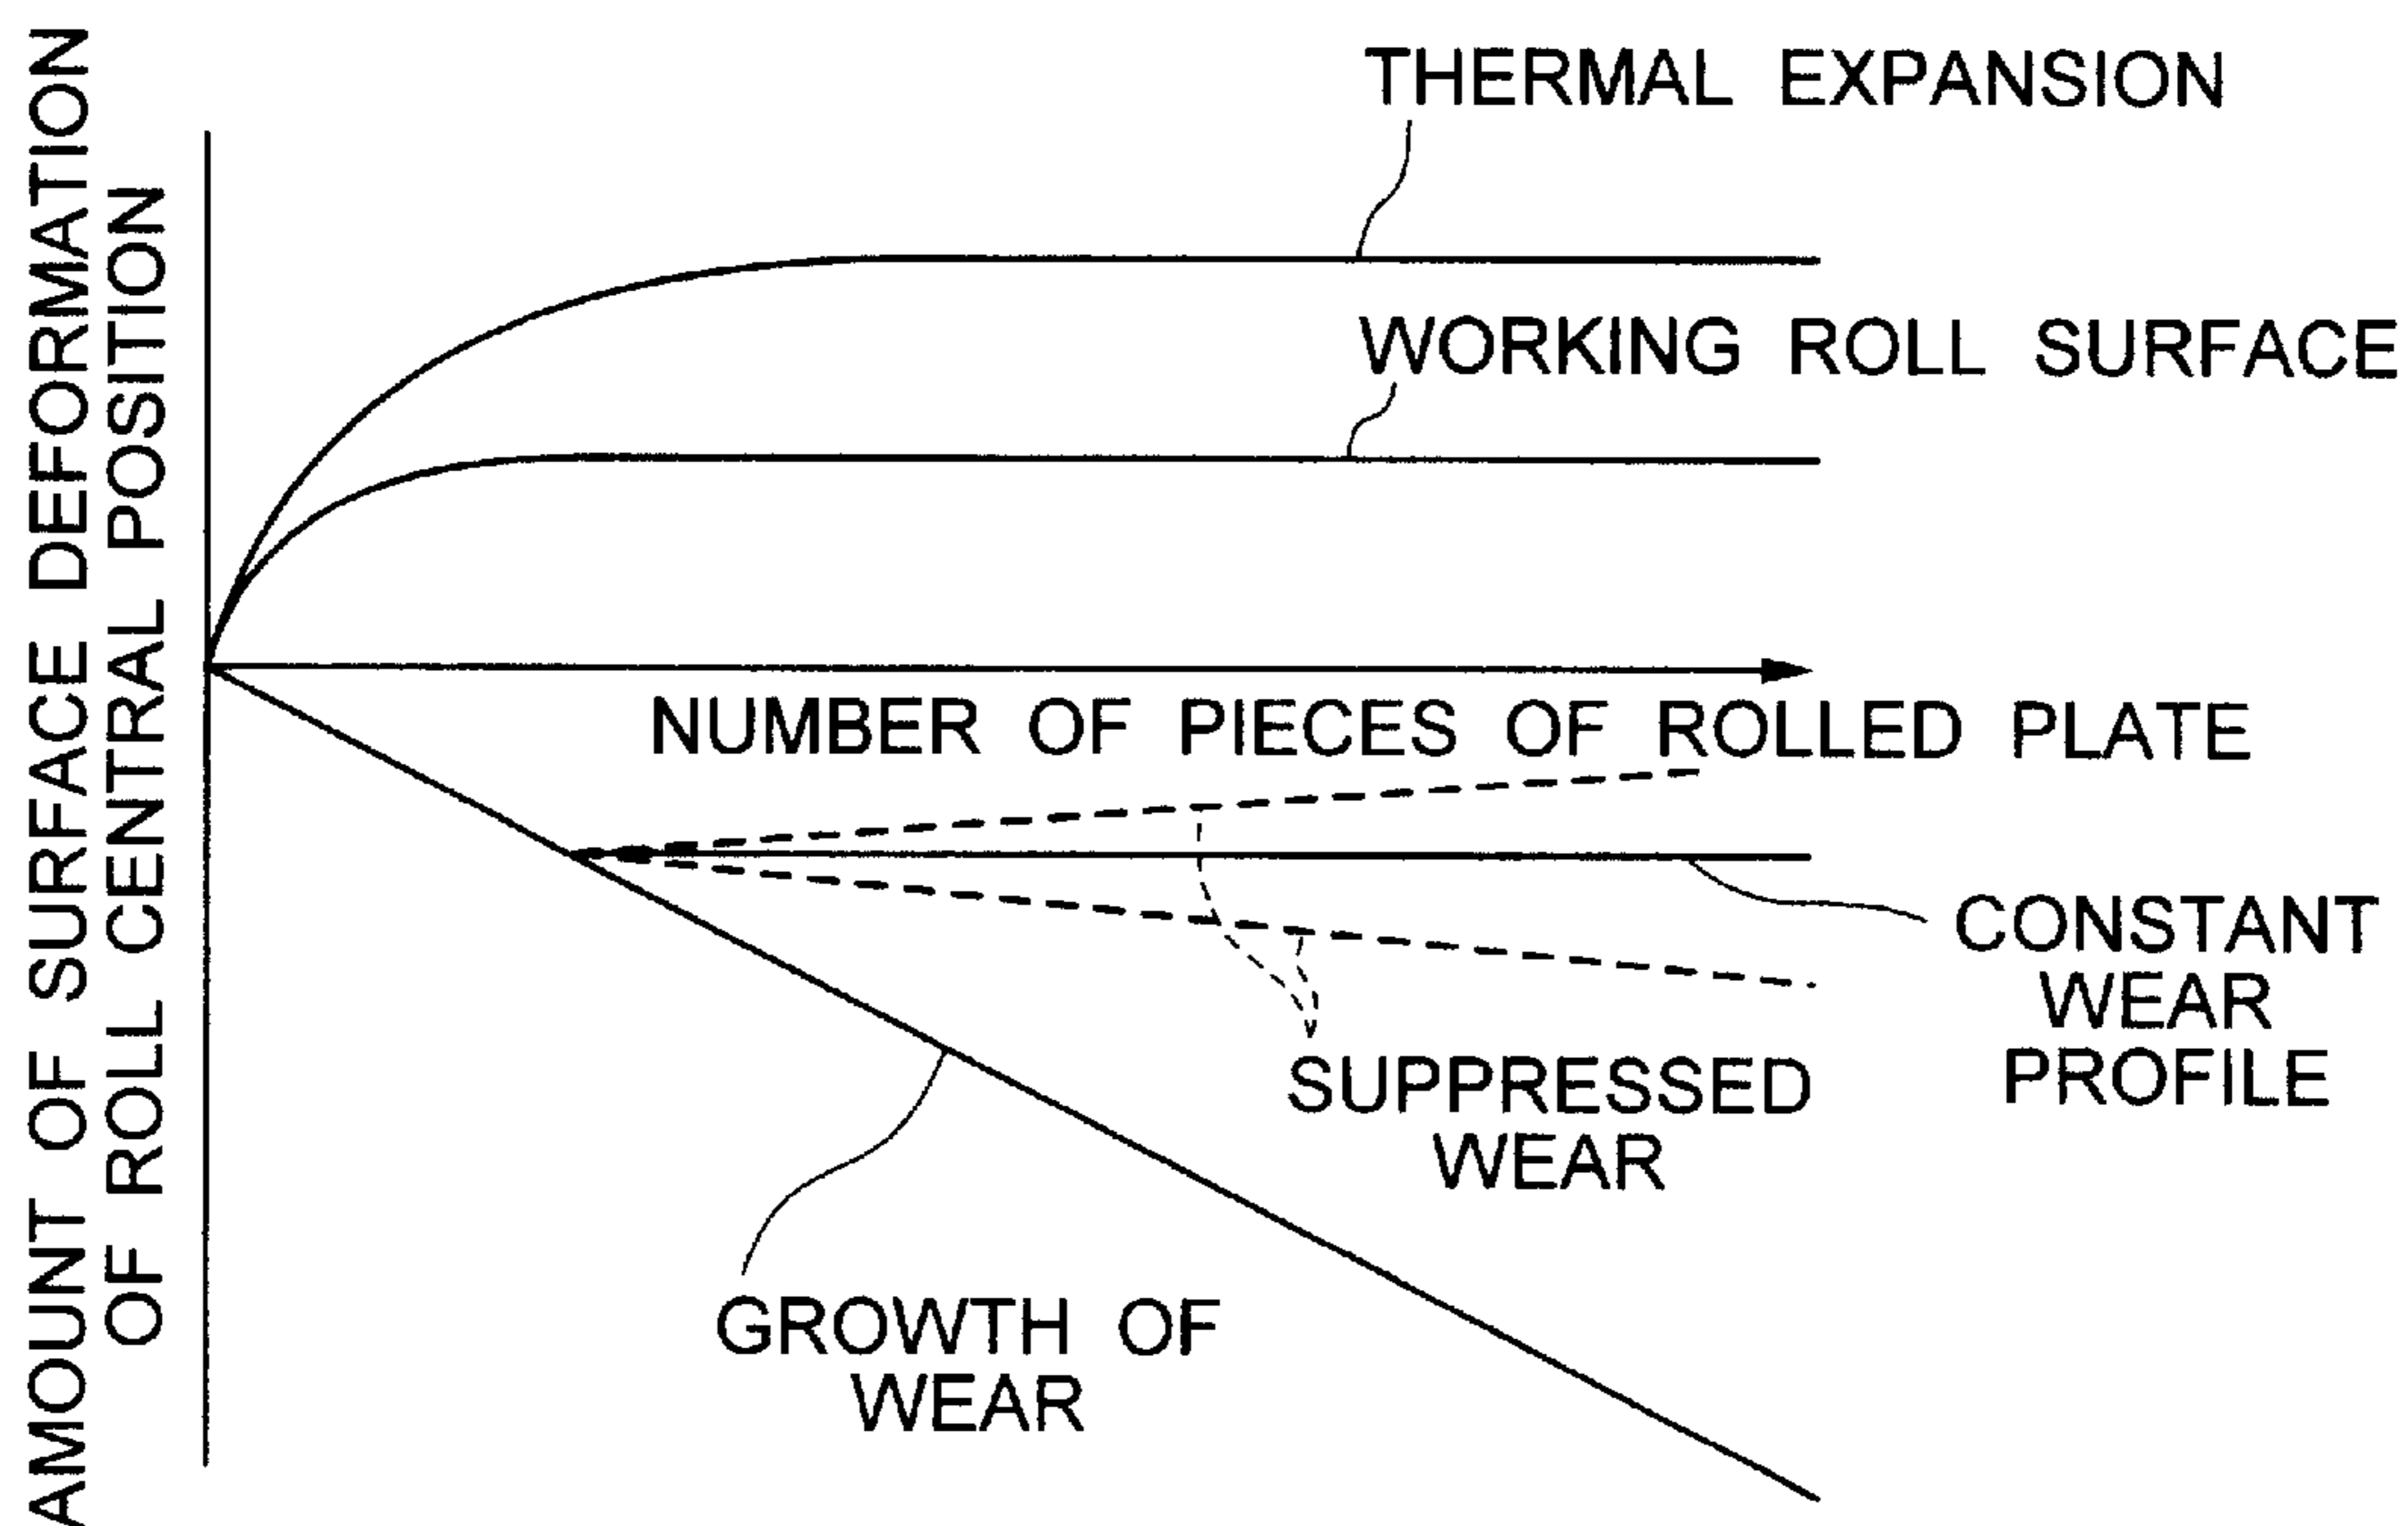 AMOUNT OF SURFACE DEFORMATION
OF ROLL CENTRAL POSITION
THERMAL EXPANSION
WORKING ROLL SURFACE
NUMBER OF PIECES OF ROLLED PLATE
CONSTANT
WEAR
PROFILE
SUPPRESSED
WEAR
GROWTH OF
WEAR